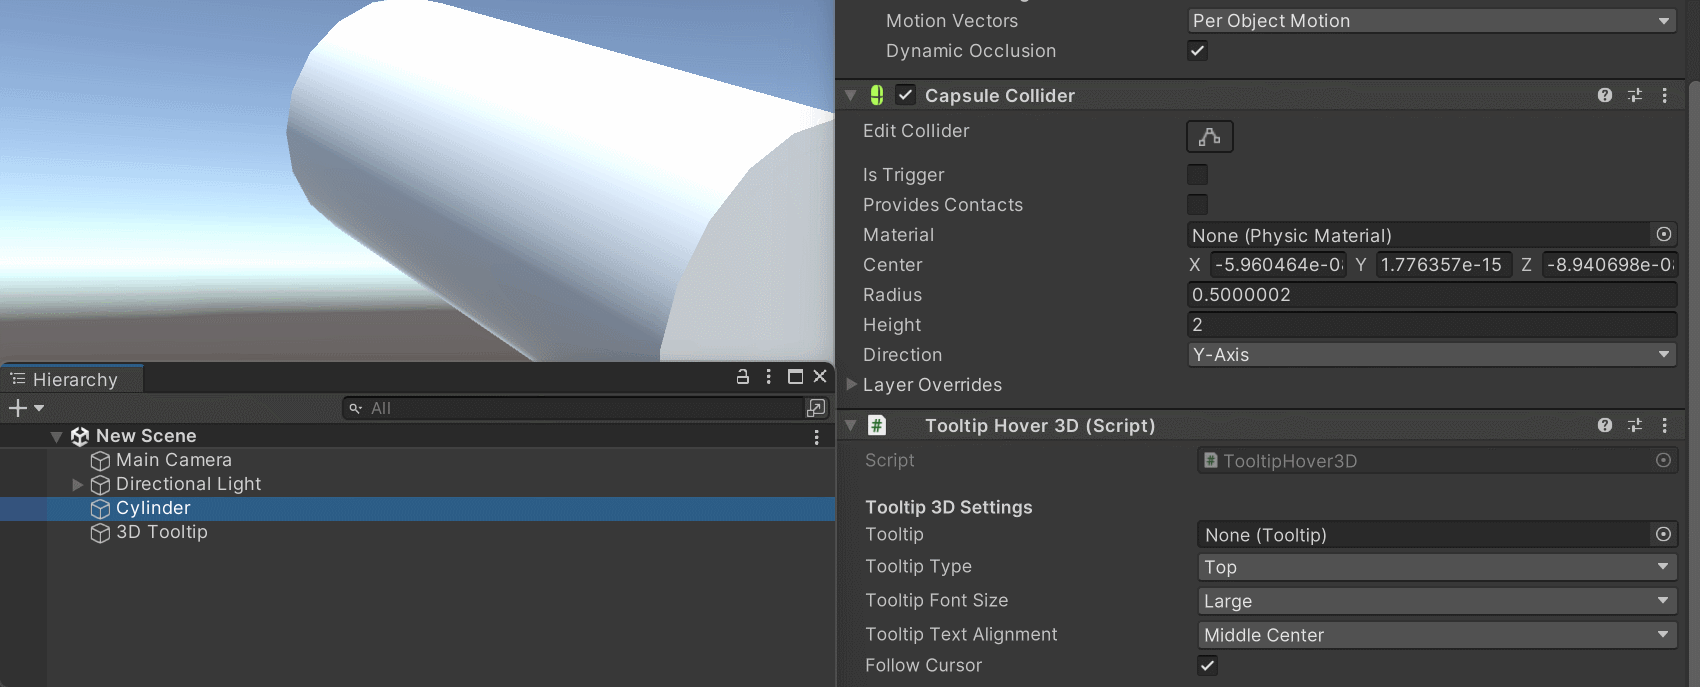 Motion Vectors Per Object Motion
Dynamic Occlusion
Capsule Collider
Edit Collider
Is Trigger
Provides Contacts
Material None (Physic Material)
Center X -5.960464e-0 Y 1.776357e-15 Z -8.940698e-0
Radius 0.5000002
Height 2
Direction Y-Axis
Layer Overrides
Tooltip Hover 3D (Script)
Script # TooltipHover3D
Tooltip 3D Settings
Tooltip None (Tooltip)
Tooltip Type Top
Tooltip Font Size Large
Tooltip Text Alignment Middle Center
Follow Cursor
Hierarchy
All
New Scene
Main Camera
Directional Light
Cylinder
3D Tooltip